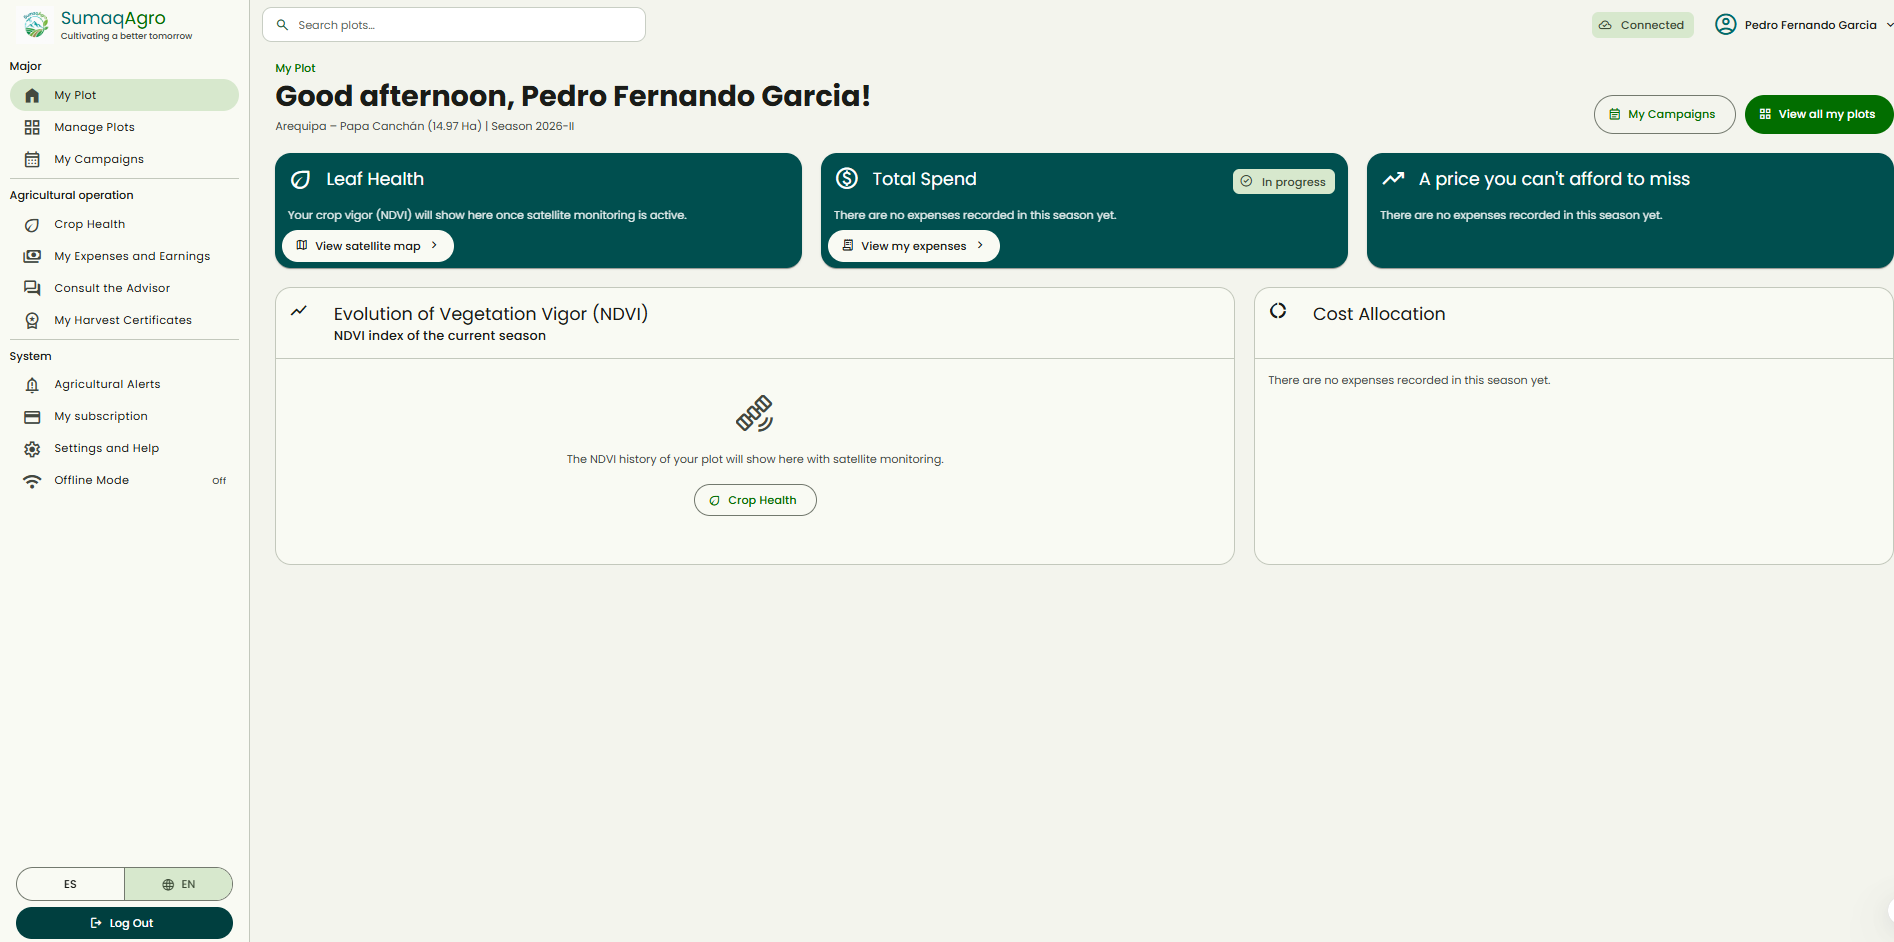 SumaqAgro
Cultivating a better tomorrow
Major
My Plot
Manage Plots
My Campaigns
Agricultural operation
Crop Health
My Expenses and Earnings
Consult the Advisor
My Harvest Certificates
System
Agricultural Alerts
My subscription
Settings and Help
Offline Mode
Off
ES
EN
Log Out
Search plots...
Connected
Pedro Fernando Garcia
My Plot
Good afternoon, Pedro Fernando Garcia!
Arequipa – Papa Canchán (14.97 Ha) | Season 2026-II
My Campaigns
View all my plots
Leaf Health
Your crop vigor (NDVI) will show here once satellite monitoring is active.
View satellite map
Total Spend
In progress
There are no expenses recorded in this season yet.
View my expenses
A price you can't afford to miss
There are no expenses recorded in this season yet.
Evolution of Vegetation Vigor (NDVI)
NDVI index of the current season
The NDVI history of your plot will show here with satellite monitoring.
Crop Health
Cost Allocation
There are no expenses recorded in this season yet.